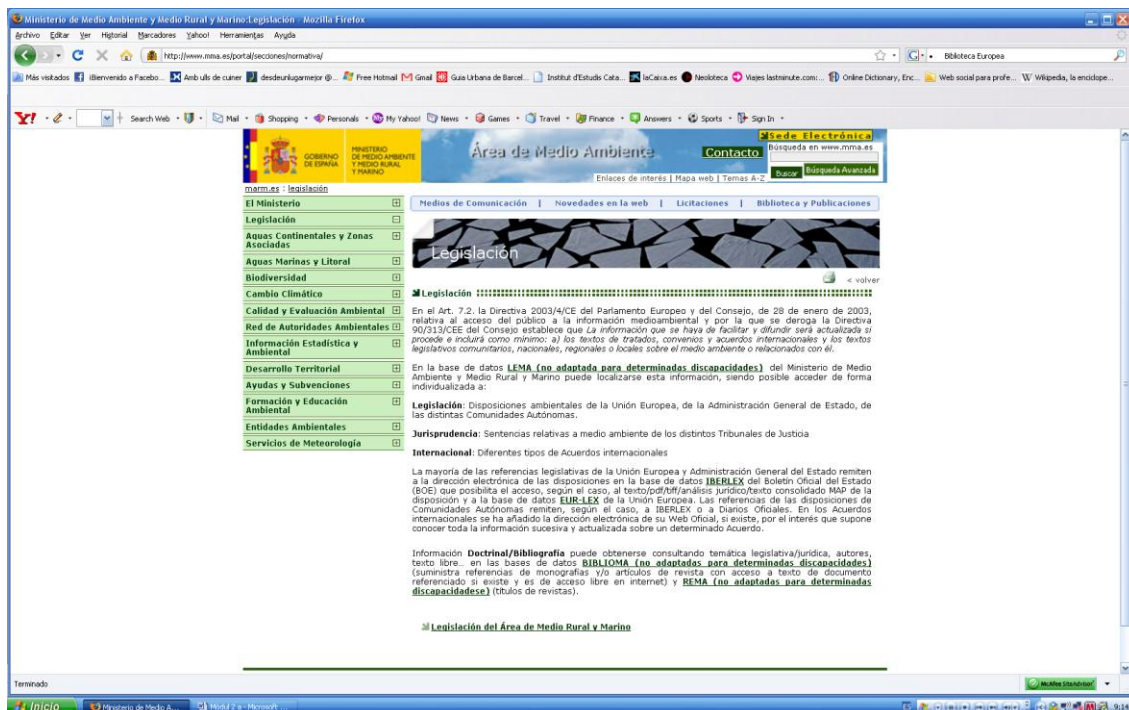 Ministerio de Medio Ambiente y Medio Rural y Marino:Legislación - Mozilla Firefox
Archivo Editar Ver Historial Marcadores Yahoo! Herramientas Ayuda
http://www.mma.es/portal/secciones/normativa/
Biblioteca Europea
Más visitados
Bienvenido a Facebo...
Amb ulls de cuiner
desdeunlugarmejor @...
Free Hotmail
Gmail
Guia Urbana de Barcel...
Institut d'Estudis Cata...
laCaixa.es
Neoloteca
Viajes lastminute.com:...
Online Dictionary, Enc...
Web social para profe...
Wikipedia, la enciclope...
Search Web Mail Shopping Personals My Yahoo! News Games Travel Finance Answers Sports Sign In
GOBIERNO DE ESPAÑA
MINISTERIO DE MEDIO AMBIENTE Y MEDIO RURAL Y MARINO
Área de Medio Ambiente
Contacto
Sede Electrónica
Búsqueda en www.mma.es
Buscar
Búsqueda Avanzada
Enlaces de interés | Mapa web | Temas A-Z
marm.es : legislación
El Ministerio
Legislación
Aguas Continentales y Zonas
Asociadas
Aguas Marinas y Litoral
Biodiversidad
Cambio Climático
Calidad y Evaluación Ambiental
Red de Autoridades Ambientales
Información Estadística y
Ambiental
Desarrollo Territorial
Ayudas y Subvenciones
Formación y Educación
Ambiental
Entidades Ambientales
Servicios de Meteorología
Medios de Comunicación | Novedades en la web | Licitaciones | Biblioteca y Publicaciones
Legislación
< volver
Legislación
En el Art. 7.2. la Directiva 2003/4/CE del Parlamento Europeo y del Consejo, de 28 de enero de 2003,
relativa al acceso del público a la información medioambiental y por la que se deroga la Directiva
90/313/CEE del Consejo establece que La información que se haya de facilitar y difundir será actualizada si
procede e incluirá como mínimo: a) los textos de tratados, convenios y acuerdos internacionales y los textos
legislativos comunitarios, nacionales, regionales o locales sobre el medio ambiente o relacionados con él.
En la base de datos LEMA (no adaptada para determinadas discapacidades) del Ministerio de Medio
Ambiente y Medio Rural y Marino puede localizarse esta información, siendo posible acceder de forma
individualizada a:
Legislación: Disposiciones ambientales de la Unión Europea, de la Administración General de Estado, de
las distintas Comunidades Autónomas.
Jurisprudencia: Sentencias relativas a medio ambiente de los distintos Tribunales de Justicia
Internacional: Diferentes tipos de Acuerdos internacionales
La mayoría de las referencias legislativas de la Unión Europea y Administración General del Estado remiten
a la dirección electrónica de las disposiciones en la base de datos IBERLEX del Boletín Oficial del Estado
(BOE) que posibilita el acceso, según el caso, al texto/pdf/tiff/análisis jurídico/texto consolidado MAP de la
disposición y a la base de datos EUR-LEX de la Unión Europea. Las referencias de las disposiciones de
Comunidades Autónomas remiten, según el caso, a IBERLEX o a Diarios Oficiales. En los Acuerdos
internacionales se ha añadido la dirección electrónica de su Web Oficial, si existe, por el interés que supone
conocer toda la información sucesiva y actualizada sobre un determinado Acuerdo.
Información Doctrinal/Bibliografía puede obtenerse consultando temática legislativa/jurídica, autores,
texto libre... en las bases de datos BIBLIOMA (no adaptadas para determinadas discapacidades)
(suministra referencias de monografías y/o artículos de revista con acceso a texto de documento
referenciado si existe y es de acceso libre en internet) y REMA (no adaptadas para determinadas
discapacidadese) (títulos de revistas).
Legislación del Área de Medio Rural y Marino
Terminado
McAfee SiteAdvisor
Inicio
Ministerio de Medio A...
Modul 2 a - Microsoft ...
9:14